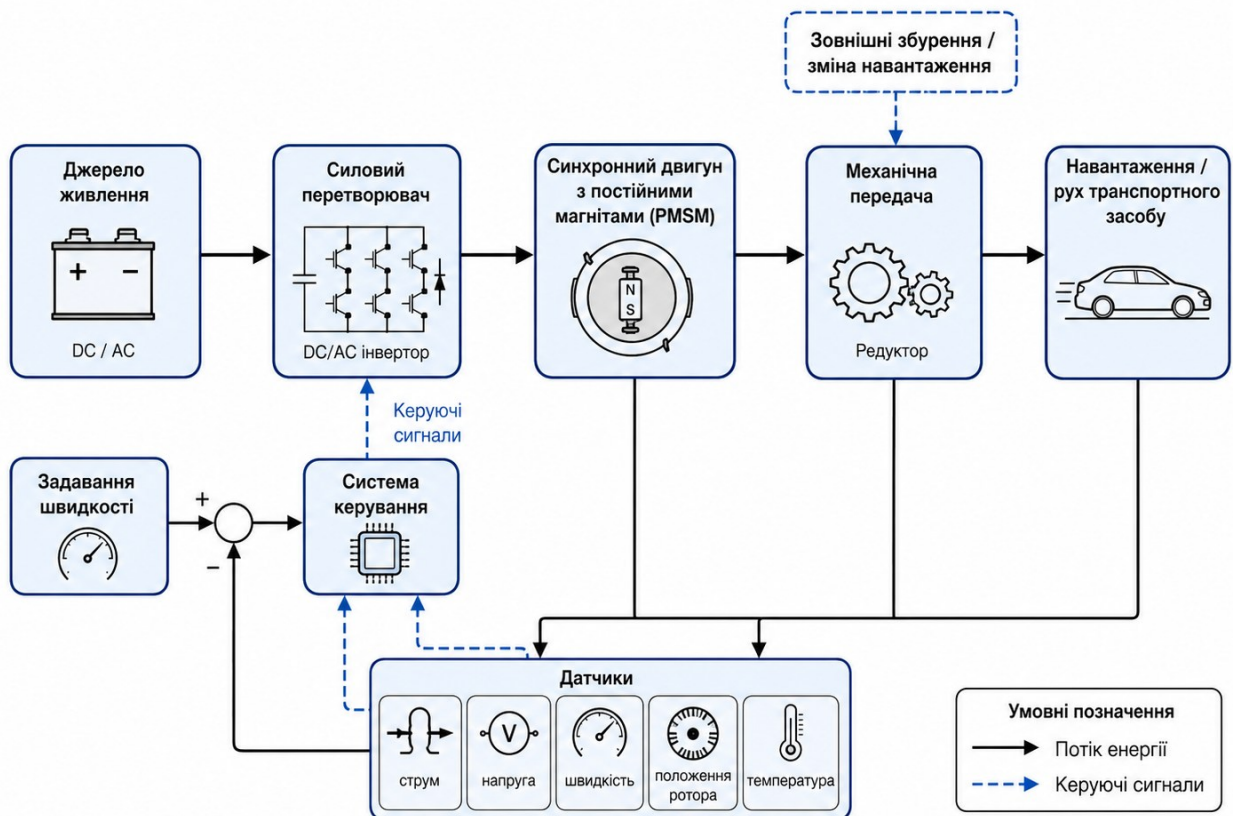 Зовнішні збурення /
зміна навантаження
Джерело
живлення
+ −
DC / AC
Силовий
перетворювач
DC/AC інвертор
Синхронний двигун
з постійними
магнітами (PMSM)
N
S
Механічна
передача
Редуктор
Навантаження /
рух транспортного
засобу
Керуючі
сигнали
Задавання
швидкості
+
−
Система
керування
Датчики
струм
V
напруга
швидкість
положення
ротора
температура
Умовні позначення
Потік енергії
Керуючі сигнали